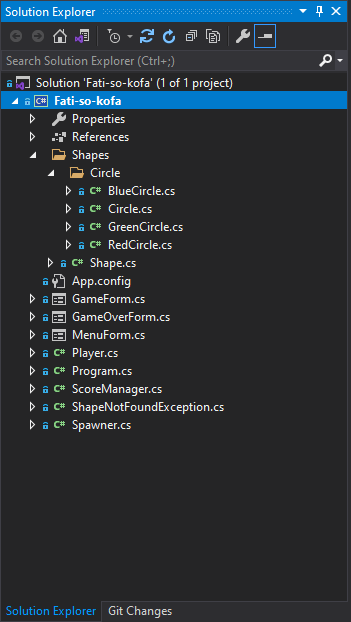 Solution Explorer
Search Solution Explorer (Ctrl+;)
Solution 'Fati-so-kofa' (1 of 1 project)
C# Fati-so-kofa
Properties
References
Shapes
Circle
C# BlueCircle.cs
C# Circle.cs
C# GreenCircle.cs
C# RedCircle.cs
C# Shape.cs
App.config
GameForm.cs
GameOverForm.cs
MenuForm.cs
C# Player.cs
C# Program.cs
C# ScoreManager.cs
C# ShapeNotFoundException.cs
C# Spawner.cs
Solution Explorer Git Changes